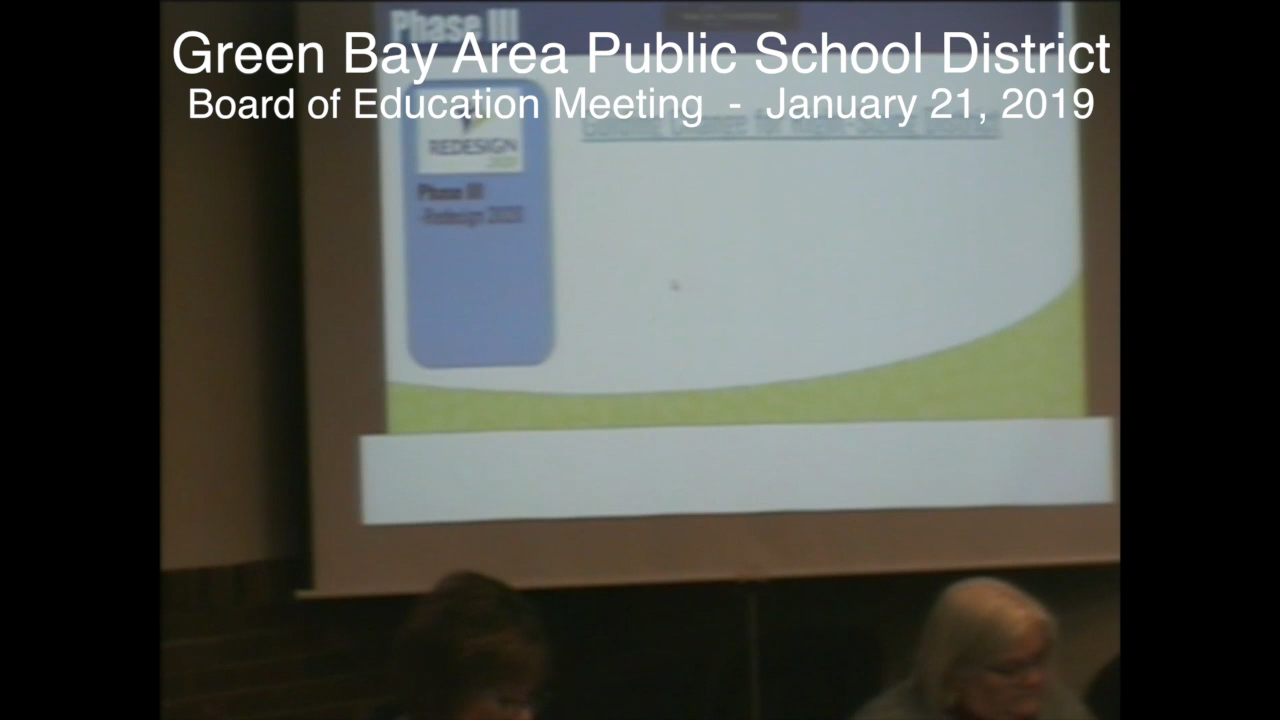 Phase III
Green Bay Area Public School District
Board of Education Meeting - January 21, 2019
REDESIGN
Phase III
-Redesign 2020